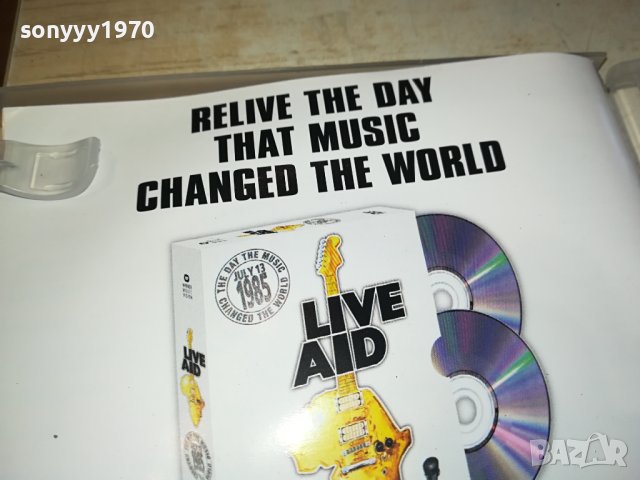 sonyyy1970
RELIVE THE DAY
THAT MUSIC
CHANGED THE WORLD
THE DAY THE MUSIC
CHANGED THE WORLD
JULY 13
1985
LIVE
AID
LIVE
AID
BAZAR